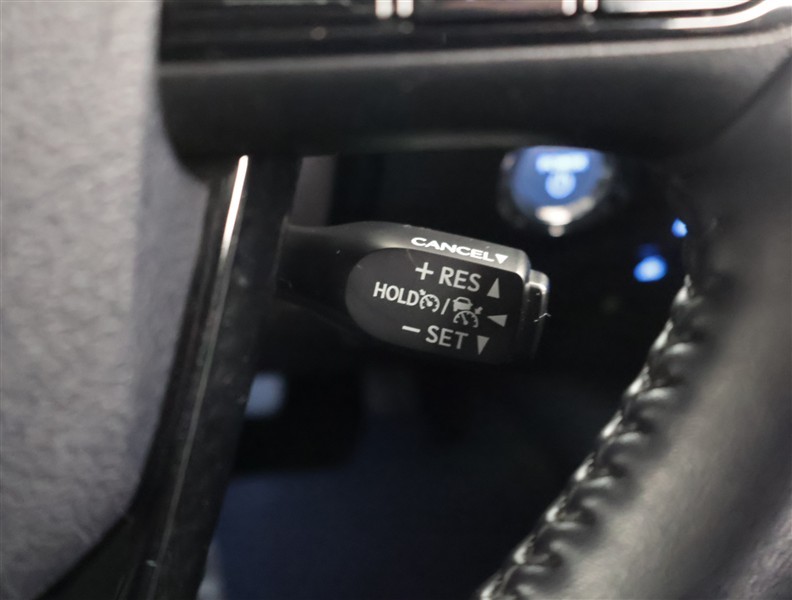 CANCEL▼
+ RES ▲
HOLD / ◀
− SET ▼